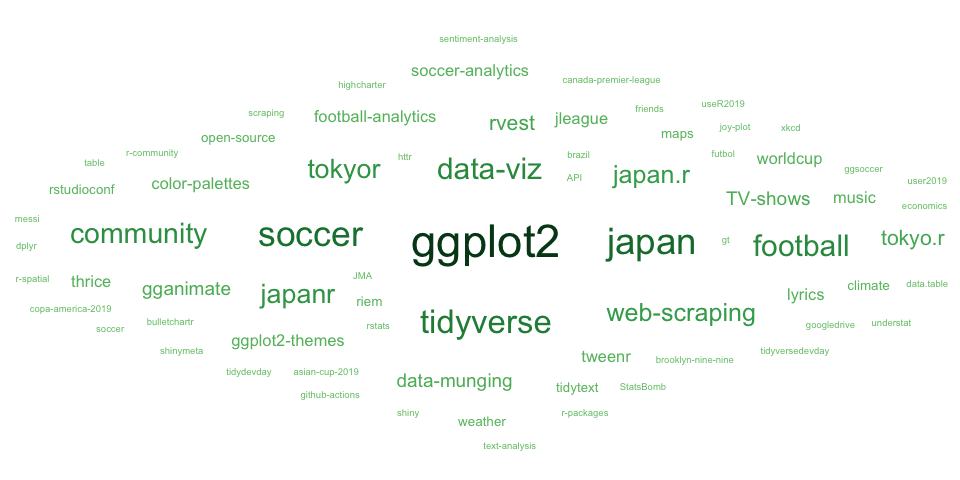 sentiment-analysis
soccer-analytics
canada-premier-league
highcharter
scraping
football-analytics
rvest
jleague
friends
useR2019
open-source
maps
joy-plot
xkcd
table
r-community
tokyor
httr
data-viz
brazil
API
japan.r
futbol
worldcup
ggsoccer
rstudioconf
color-palettes
TV-shows
music
user2019
economics
messi
dplyr
community
soccer
ggplot2
japan
gt
football
tokyo.r
r-spatial
thrice
gganimate
japanr
JMA
riem
lyrics
climate
data.table
copa-america-2019
soccer
bulletchartr
rstats
tidyverse
web-scraping
googledrive
understat
shinymeta
ggplot2-themes
tweenr
brooklyn-nine-nine
tidyversedevday
tidydevday
asian-cup-2019
data-munging
tidytext
StatsBomb
github-actions
shiny
weather
r-packages
text-analysis